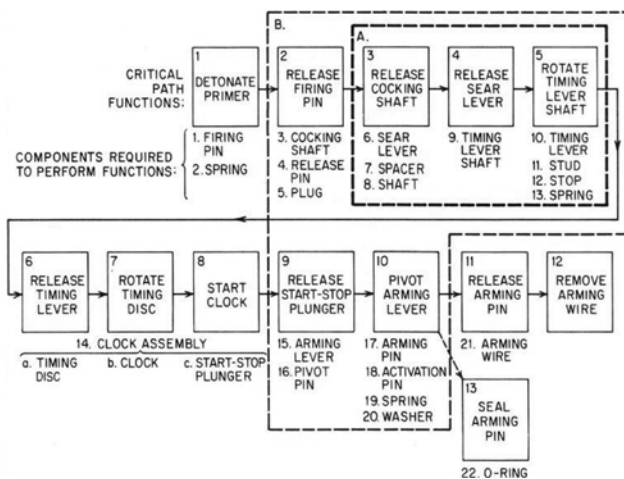 B.
A.
CRITICAL
PATH
FUNCTIONS:
1
DETONATE
PRIMER
2
RELEASE
FIRING
PIN
3
RELEASE
COCKING
SHAFT
4
RELEASE
SEAR
LEVER
5
ROTATE
TIMING
LEVER
SHAFT
COMPONENTS REQUIRED
TO PERFORM FUNCTIONS:
1. FIRING
PIN
2. SPRING
3. COCKING
SHAFT
4. RELEASE
PIN
5. PLUG
6. SEAR
LEVER
7. SPACER
8. SHAFT
9. TIMING
LEVER
SHAFT
10. TIMING
LEVER
11. STUD
12. STOP
13. SPRING
6
RELEASE
TIMING
LEVER
7
ROTATE
TIMING
DISC
8
START
CLOCK
9
RELEASE
START-STOP
PLUNGER
10
PIVOT
ARMING
LEVER
11
RELEASE
ARMING
PIN
12
REMOVE
ARMING
WIRE
14. CLOCK ASSEMBLY
a. TIMING
DISC
b. CLOCK
c. START-STOP
PLUNGER
15. ARMING
LEVER
16. PIVOT
PIN
17. ARMING
PIN
18. ACTIVATION
PIN
19. SPRING
20. WASHER
21. ARMING
WIRE
13
SEAL
ARMING
PIN
22. O-RING